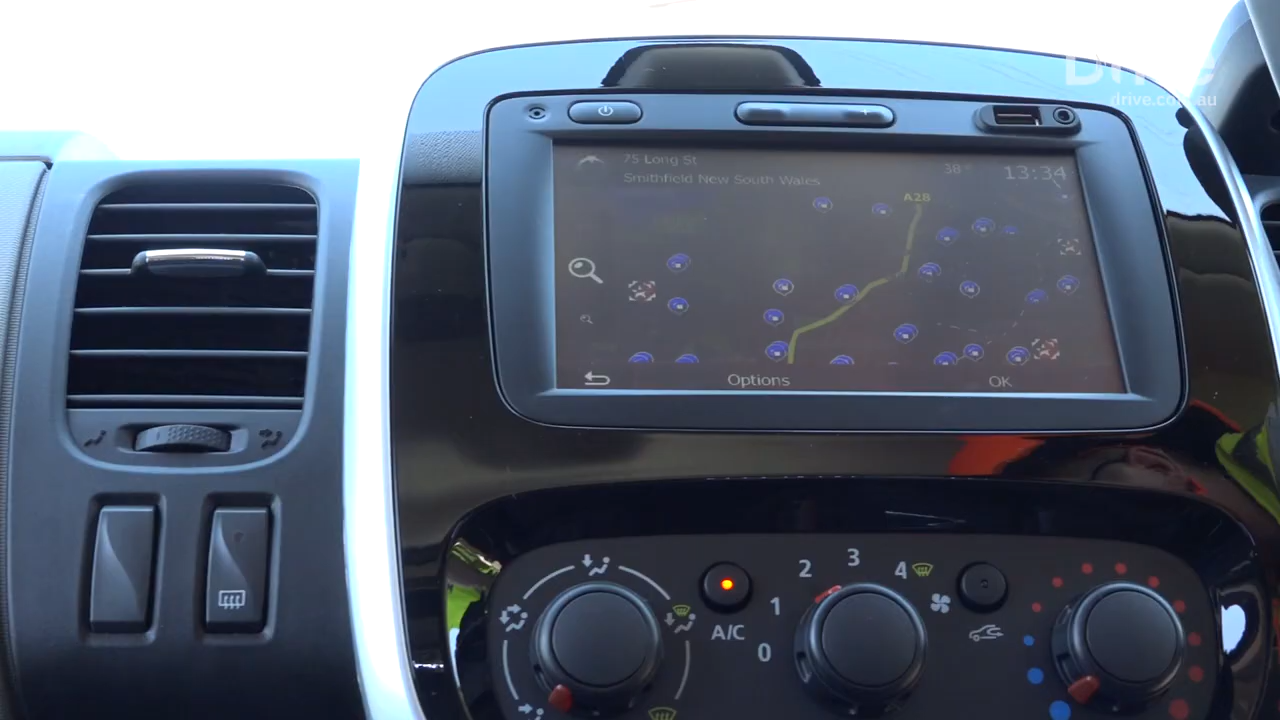 Drive
drive.com.au
75 Long St
Smithfield New South Wales
38°
13:34
A28
Options
OK
A/C
0
1
2
3
4